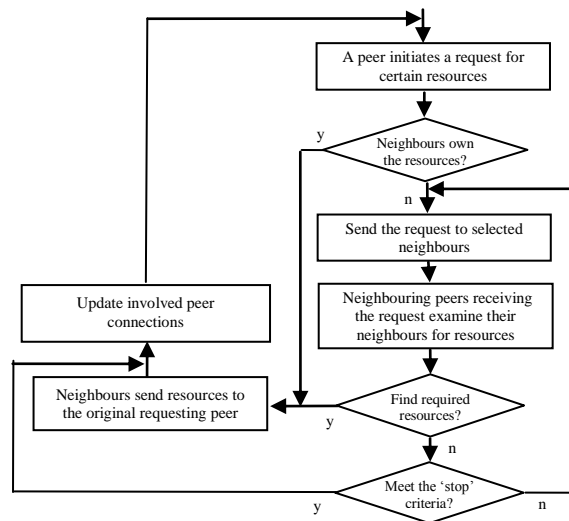 A peer initiates a request for
certain resources
y
Neighbours own
the resources?
n
Send the request to selected
neighbours
Update involved peer
connections
Neighbouring peers receiving
the request examine their
neighbours for resources
Neighbours send resources to
the original requesting peer
y
Find required
resources?
n
Meet the 'stop'
criteria?
y
n